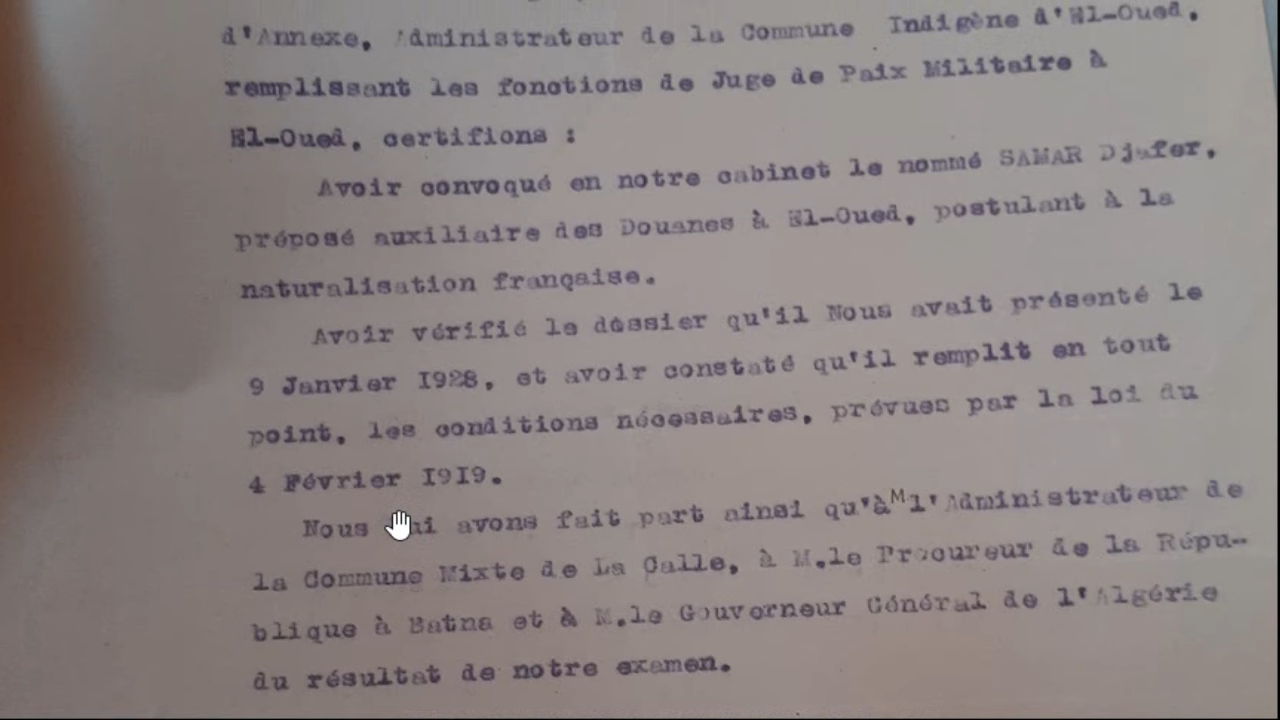 d'Annexe, Administrateur de la Commune Indigène d'El-Oued,
remplissant les fonctions de Juge de Paix Militaire à
El-Oued, certifions :
Avoir convoqué en notre cabinet le nommé SAMAR Djafer,
préposé auxiliaire des Douanes à El-Oued, postulant à la
naturalisation française.
Avoir vérifié le dossier qu'il Nous avait présenté le
9 Janvier I928, et avoir constaté qu'il remplit en tout
point, les conditions nécessaires, prévues par la loi du
4 Février I9I9.
Nous lui avons fait part ainsi qu'à M l'Administrateur de
la Commune Mixte de La Calle, à M.le Procureur de la Répu-
blique à Batna et à M.le Gouverneur Général de l'Algérie
du résultat de notre examen.